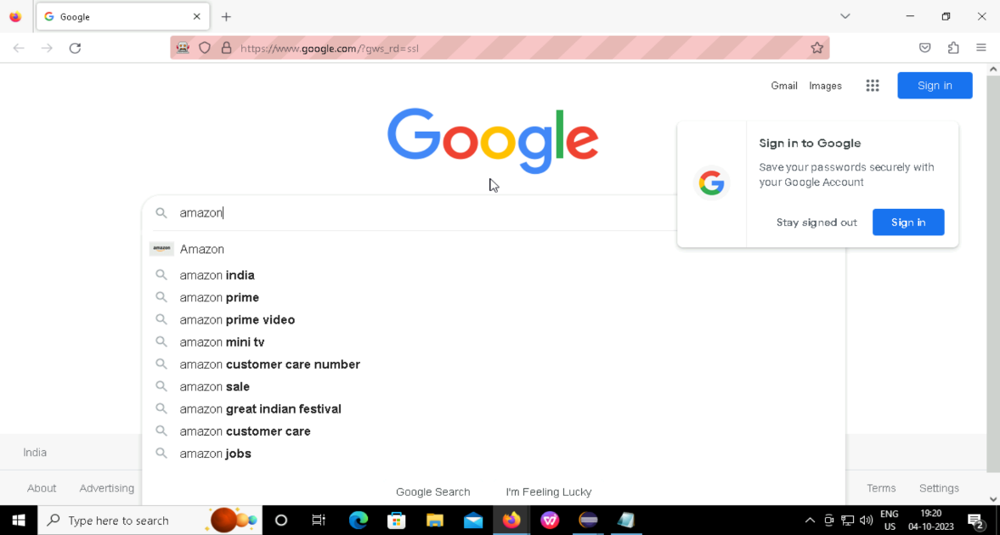 Google
https://www.google.com/?gws_rd=ssl
Gmail Images Sign in
Google
Sign in to Google
Save your passwords securely with
your Google Account
Stay signed out Sign in
amazon
amazon Amazon
amazon india
amazon prime
amazon prime video
amazon mini tv
amazon customer care number
amazon sale
amazon great indian festival
amazon customer care
amazon jobs
India
Google Search I'm Feeling Lucky
About Advertising Terms Settings
Type here to search
ENG
US
19:20
04-10-2023
2